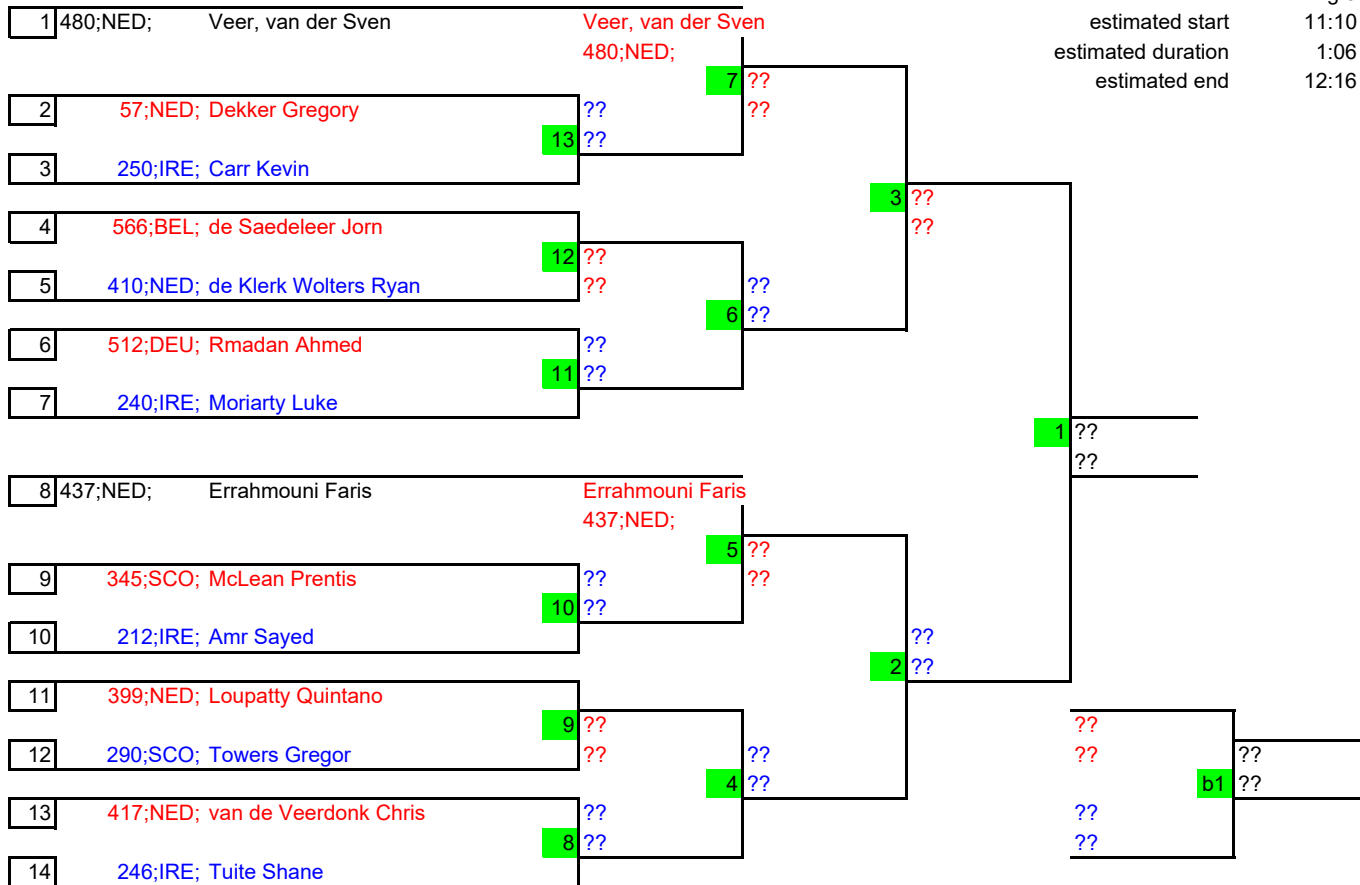 1 480;NED; Veer, van der Sven Veer, van der Sven estimated start 11:10
480;NED; estimated duration 1:06
7 ?? estimated end 12:16
2 57;NED; Dekker Gregory ?? ??
13 ??
3 250;IRE; Carr Kevin
3 ??
4 566;BEL; de Saedeleer Jorn ??
12 ??
5 410;NED; de Klerk Wolters Ryan ?? ??
6 ??
6 512;DEU; Rmadan Ahmed ??
11 ??
7 240;IRE; Moriarty Luke
1 ??
??
8 437;NED; Errahmouni Faris Errahmouni Faris
437;NED;
5 ??
9 345;SCO; McLean Prentis ?? ??
10 ??
10 212;IRE; Amr Sayed ??
2 ??
11 399;NED; Loupatty Quintano
9 ?? ??
12 290;SCO; Towers Gregor ?? ?? ?? ??
4 ?? b1 ??
13 417;NED; van de Veerdonk Chris ?? ??
8 ?? ??
14 246;IRE; Tuite Shane